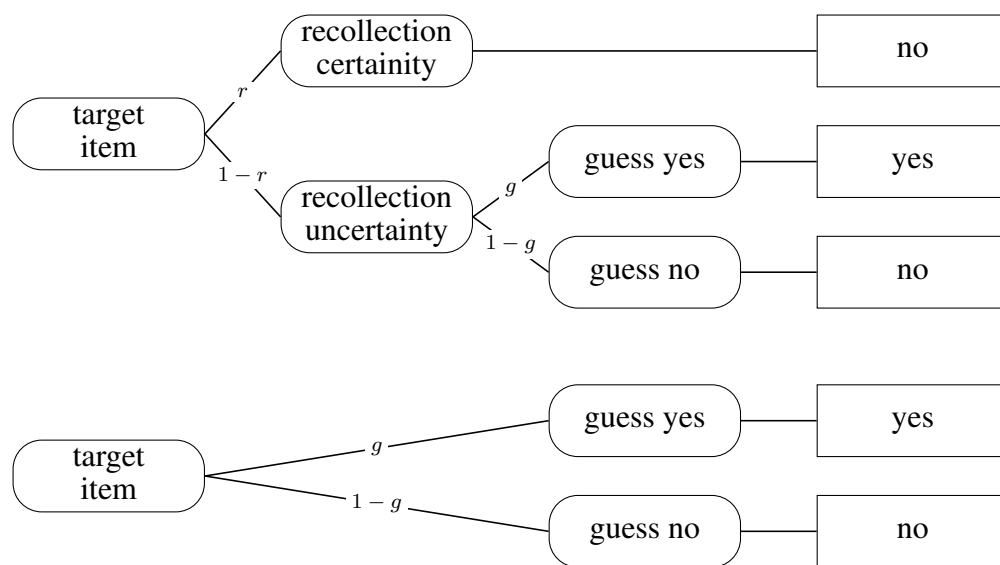 recollection
certainity
no
r
target
item
guess yes
yes
g
1 − r
recollection
uncertainty
1 − g
guess no
no
guess yes
yes
g
target
item
1 − g
guess no
no